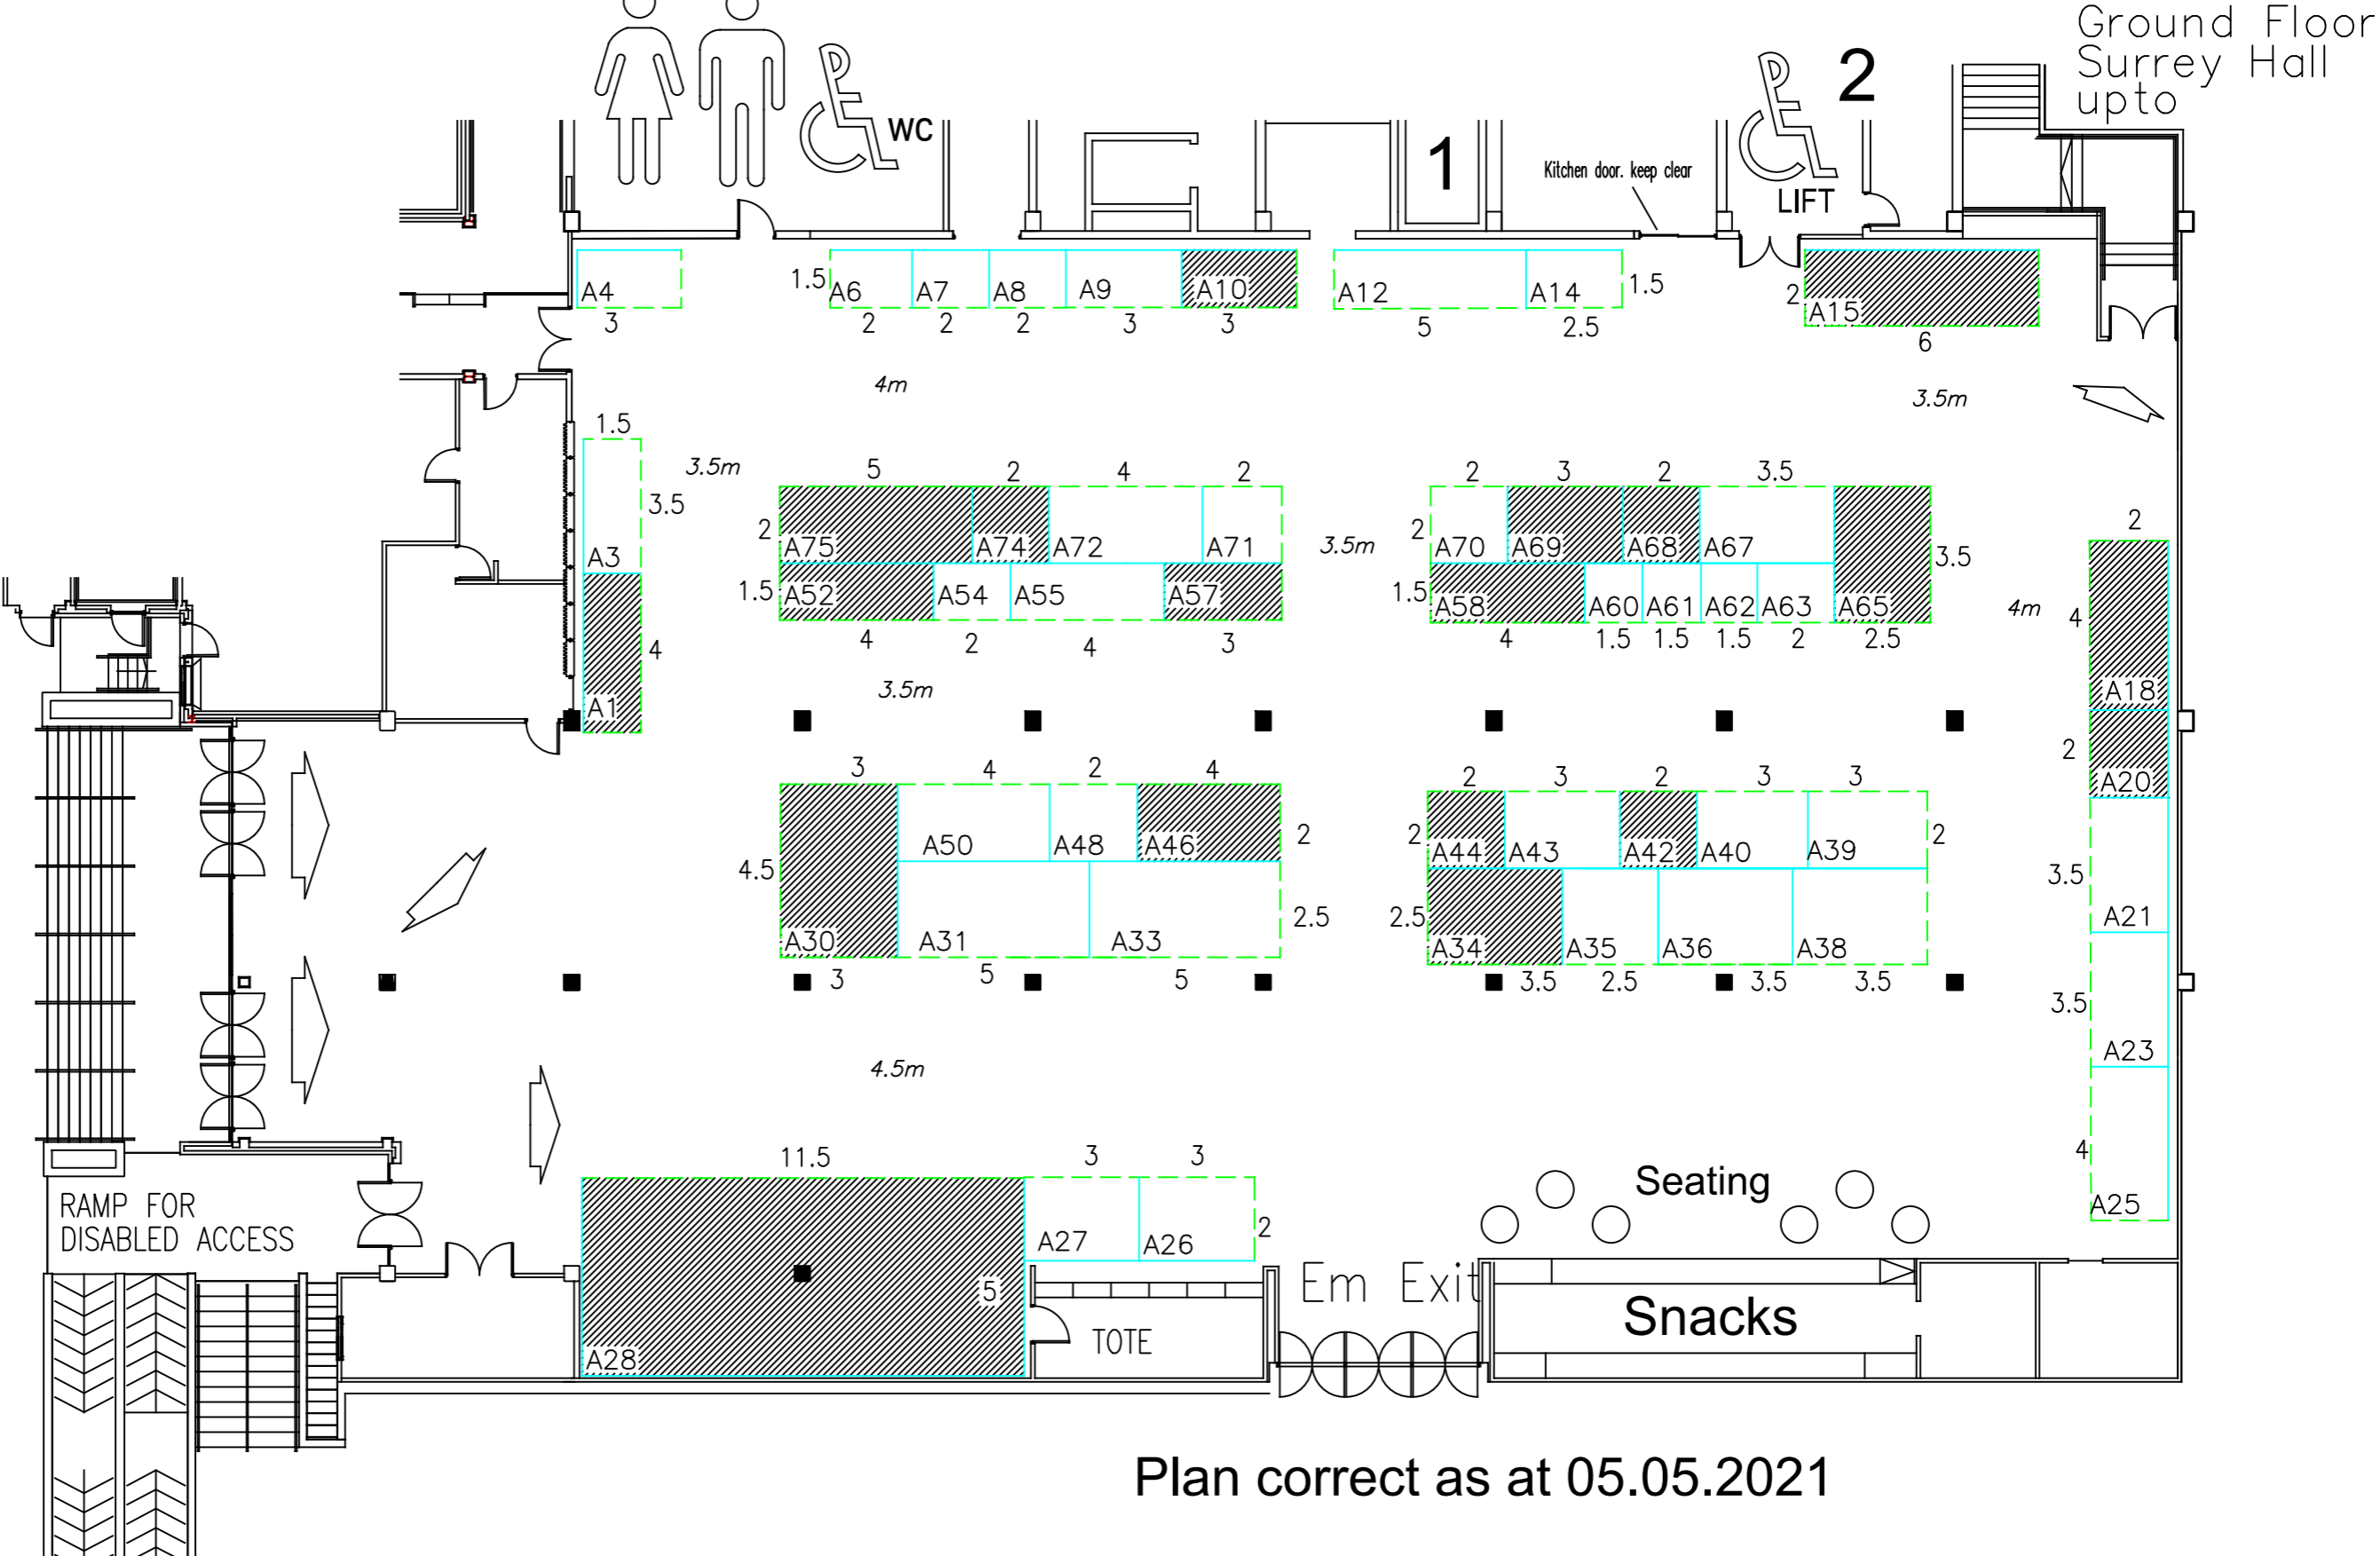 Ground Floor
Surrey Hall
upto
2
WC
1
Kitchen door. keep clear
LIFT
A4
1.5
A6
A7
A8
A9
A10
A12
A14
1.5
2
A15
3
2
2
2
3
3
5
2.5
6
4m
3.5m
1.5
3.5m
3.5
A3
4
A1
5
2
4
2
2
A75
A74
A72
A71
1.5
A52
A54
A55
A57
4
2
4
3
3.5m
3.5m
2
3
2
3.5
2
A70
A69
A68
A67
3.5
1.5
A58
A60
A61
A62
A63
A65
4
1.5
1.5
1.5
2
2.5
4m
2
4
A18
2
A20
3.5
A21
3.5
A23
4
A25
3
4
2
4
A50
A48
A46
2
4.5
A30
A31
A33
2.5
3
5
5
2
3
2
3
3
2
A44
A43
A42
A40
A39
2
2.5
A34
A35
A36
A38
3.5
2.5
3.5
3.5
4.5m
11.5
3
3
A27
A26
2
5
A28
TOTE
RAMP FOR
DISABLED ACCESS
Seating
Em Exit
Snacks
Plan correct as at 05.05.2021